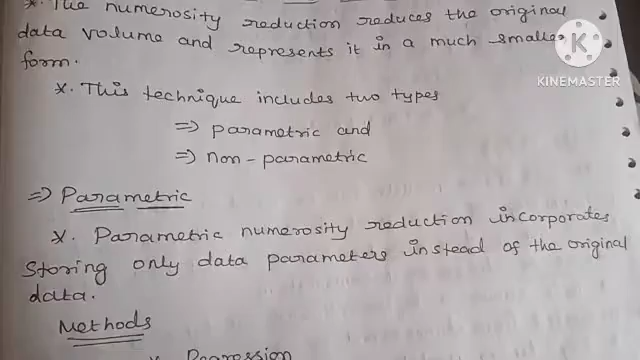 *. The numerosity reduction reduces the original
data volume and represents it in a much smaller
form.
KINEMASTER
*. This technique includes two types
=> parametric and
=> non-parametric
=> Parametric
*. Parametric numerosity reduction incorporates
storing only data parameters instead of the original
data.
Methods
*. Regression